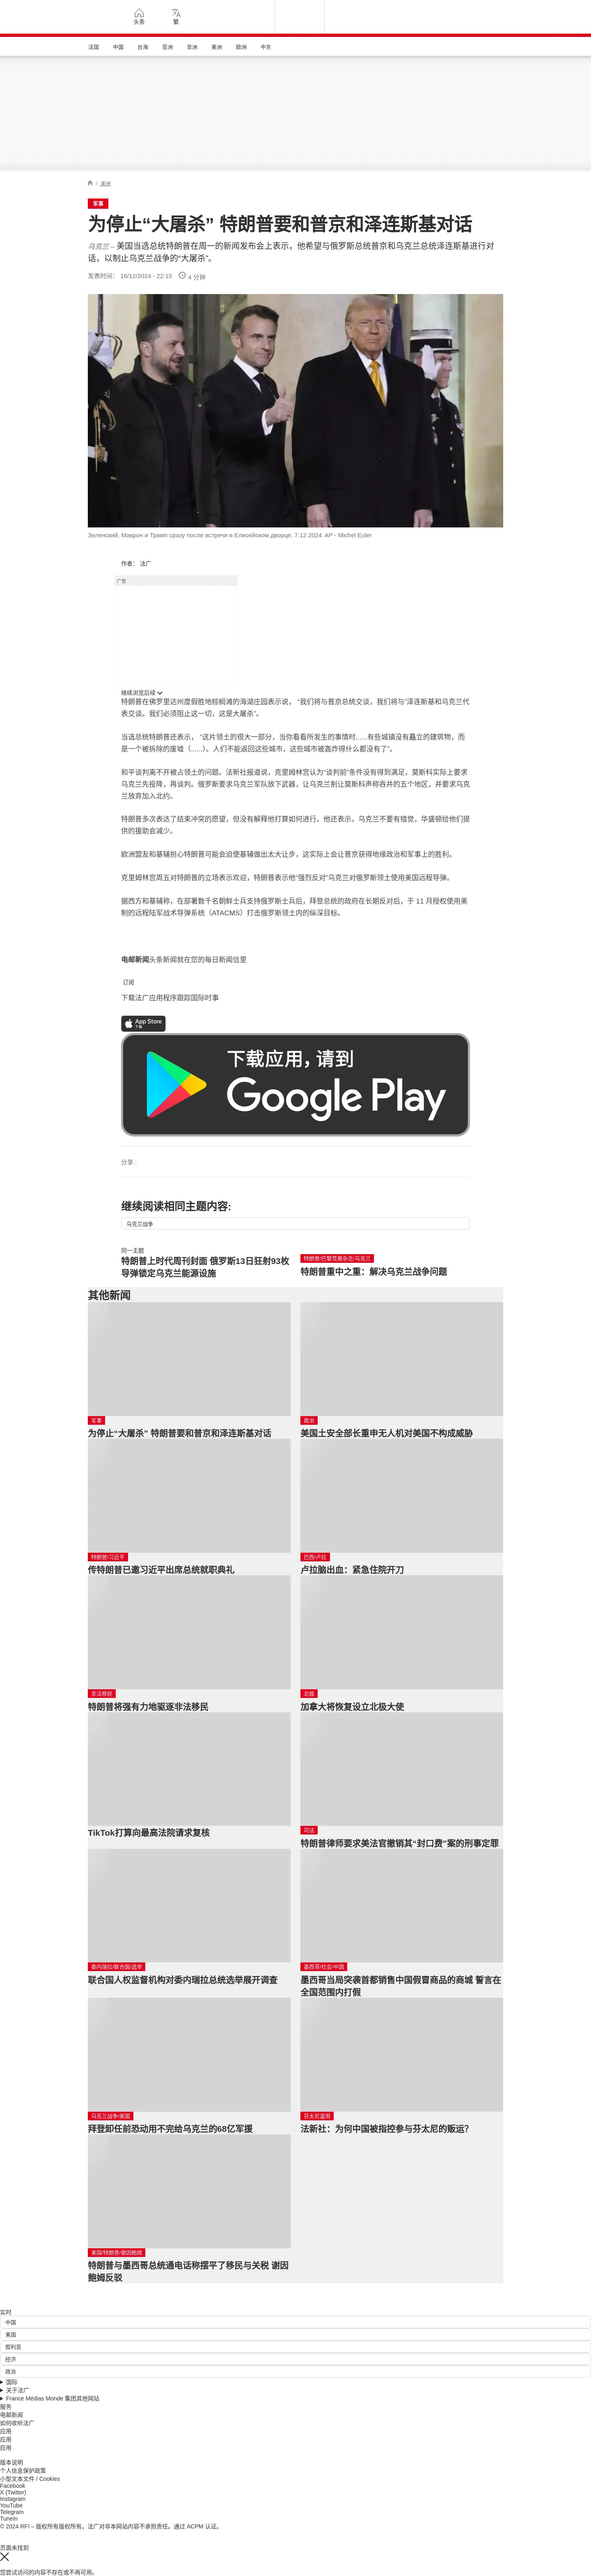 头条
繁
法国
中国
台海
亚洲
非洲
美洲
欧洲
中东
/ 美洲
军事
为停止“大屠杀” 特朗普要和普京和泽连斯基对话
乌克兰 – 美国当选总统特朗普在周一的新闻发布会上表示，他希望与俄罗斯总统普京和乌克兰总统泽连斯基进行对
话，以制止乌克兰战争的“大屠杀”。
发表时间： 16/12/2024 - 22:15
4 分钟
Зеленский, Макрон и Трамп сразу после встречи в Елисейском дворце. 7.12.2024 AP - Michel Euler
作者： 法广
广告
继续浏览后续
特朗普在佛罗里达州度假胜地棕榈滩的海湖庄园表示说， “我们将与普京总统交谈，我们将与”泽连斯基和乌克兰代
表交谈。我们必须阻止这一切，这是大屠杀”。
当选总统特朗普还表示， “这片领土的很大一部分，当你看看所发生的事情时......有些城镇没有矗立的建筑物，而
是一个被拆除的废墟（......）。人们不能返回这些城市，这些城市被轰炸得什么都没有了”。
和平谈判离不开被占领土的问题。法新社报道说，克里姆林宫认为“谈判前”条件没有得到满足，莫斯科实际上要求
乌克兰先投降，再谈判。俄罗斯要求乌克兰军队放下武器，让乌克兰割让莫斯科声称吞并的五个地区，并要求乌克
兰放弃加入北约。
特朗普多次表达了结束冲突的愿望，但没有解释他打算如何进行。他还表示，乌克兰不要有错觉，华盛顿给他们提
供的援助会减少。
欧洲盟友和基辅担心特朗普可能会迫使基辅做出太大让步，这实际上会让普京获得地缘政治和军事上的胜利。
克里姆林宫周五对特朗普的立场表示欢迎，特朗普表示他“强烈反对”乌克兰对俄罗斯领土使用美国远程导弹。
据西方和基辅称，在部署数千名朝鲜士兵支持俄罗斯士兵后，拜登总统的政府在长期反对后，于 11 月授权使用美
制的远程陆军战术导弹系统（ATACMS）打击俄罗斯领土内的纵深目标。
电邮新闻头条新闻就在您的每日新闻信里
订阅
下载法广应用程序跟踪国际时事
App Store
下载
下载应用，请到
Google Play
分享 :
继续阅读相同主题内容:
乌克兰战争
同一主题
特朗普上时代周刊封面 俄罗斯13日狂射93枚
导弹锁定乌克兰能源设施
特朗普/巴黎竞赛杂志/乌克兰
特朗普重中之重：解决乌克兰战争问题
其他新闻
军事
为停止“大屠杀” 特朗普要和普京和泽连斯基对话
政治
美国土安全部长重申无人机对美国不构成威胁
特朗普/习近平
传特朗普已邀习近平出席总统就职典礼
巴西/卢拉
卢拉脑出血：紧急住院开刀
非法移民
特朗普将强有力地驱逐非法移民
北极
加拿大将恢复设立北极大使
TikTok打算向最高法院请求复核
司法
特朗普律师要求美法官撤销其“封口费”案的刑事定罪
委内瑞拉/联合国/选举
联合国人权监督机构对委内瑞拉总统选举展开调查
墨西哥/社会/中国
墨西哥当局突袭首都销售中国假冒商品的商城 誓言在
全国范围内打假
乌克兰战争/美国
拜登卸任前恐动用不完给乌克兰的68亿军援
芬太尼滥用
法新社：为何中国被指控参与芬太尼的贩运？
美国/特朗普/谢因鲍姆
特朗普与墨西哥总统通电话称摆平了移民与关税 谢因
鲍姆反驳
实时
中国
美国
叙利亚
经济
政治
国际
关于法广
France Médias Monde 集团其他网站
服务
电邮新闻
如何收听法广
应用
应用
应用
版本说明
个人信息保护政策
小型文本文件 / Cookies
Facebook
X (Twitter)
Instagram
YouTube
Telegram
TuneIn
© 2024 RFI – 版权所有版权所有。法广对非本网站内容不承担责任。通过 ACPM 认证。
页面未找到
您尝试访问的内容不存在或不再可用。